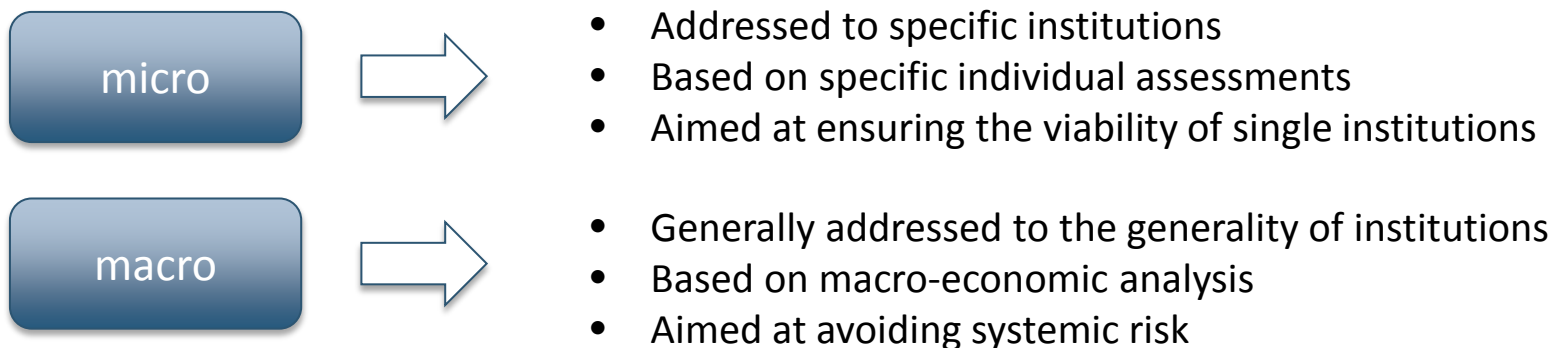 micro
• Addressed to specific institutions
• Based on specific individual assessments
• Aimed at ensuring the viability of single institutions
macro
• Generally addressed to the generality of institutions
• Based on macro-economic analysis
• Aimed at avoiding systemic risk